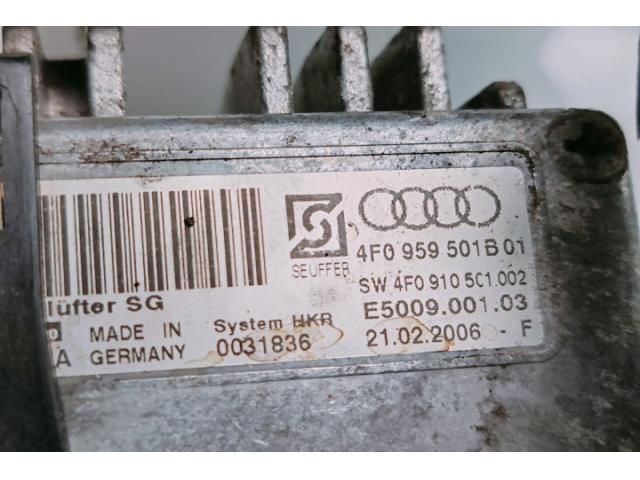 SEUFFER
4F0 959 501B 01
SW 4F0 910 501.002
E5009.001.03
lüfter SG
MADE IN
GERMANY
System HKR
0031836
21.02.2006 - F